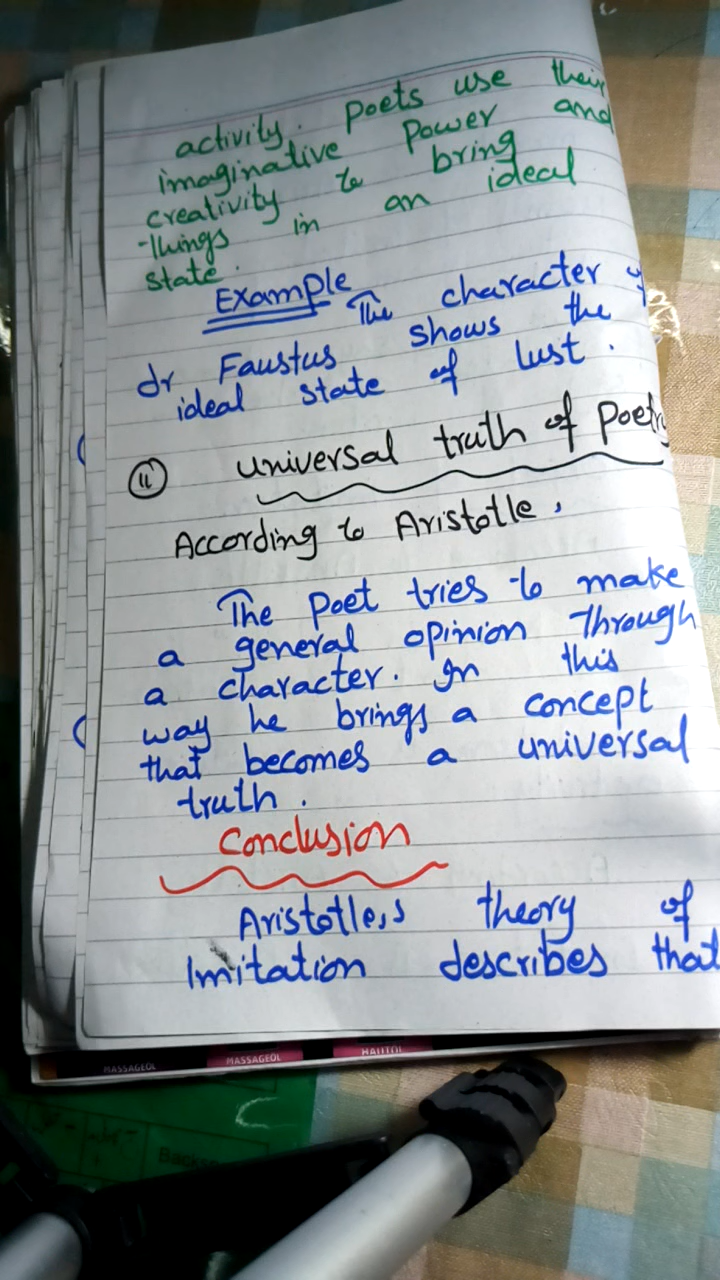 activity. Poets use their
imaginative Power and
creativity to bring
things in an ideal
state.
Example
The character of
dr Faustus shows the
ideal state of lust.
(ii) universal truth of Poetry
According to Aristotle,
The Poet tries to make
a general opinion through
a character. In this
way he brings a concept
that becomes a universal
truth.
Conclusion
Aristotle,s theory of
Imitation describes that
MASSAGEÖL MASSAGEÖL HAUTÖL